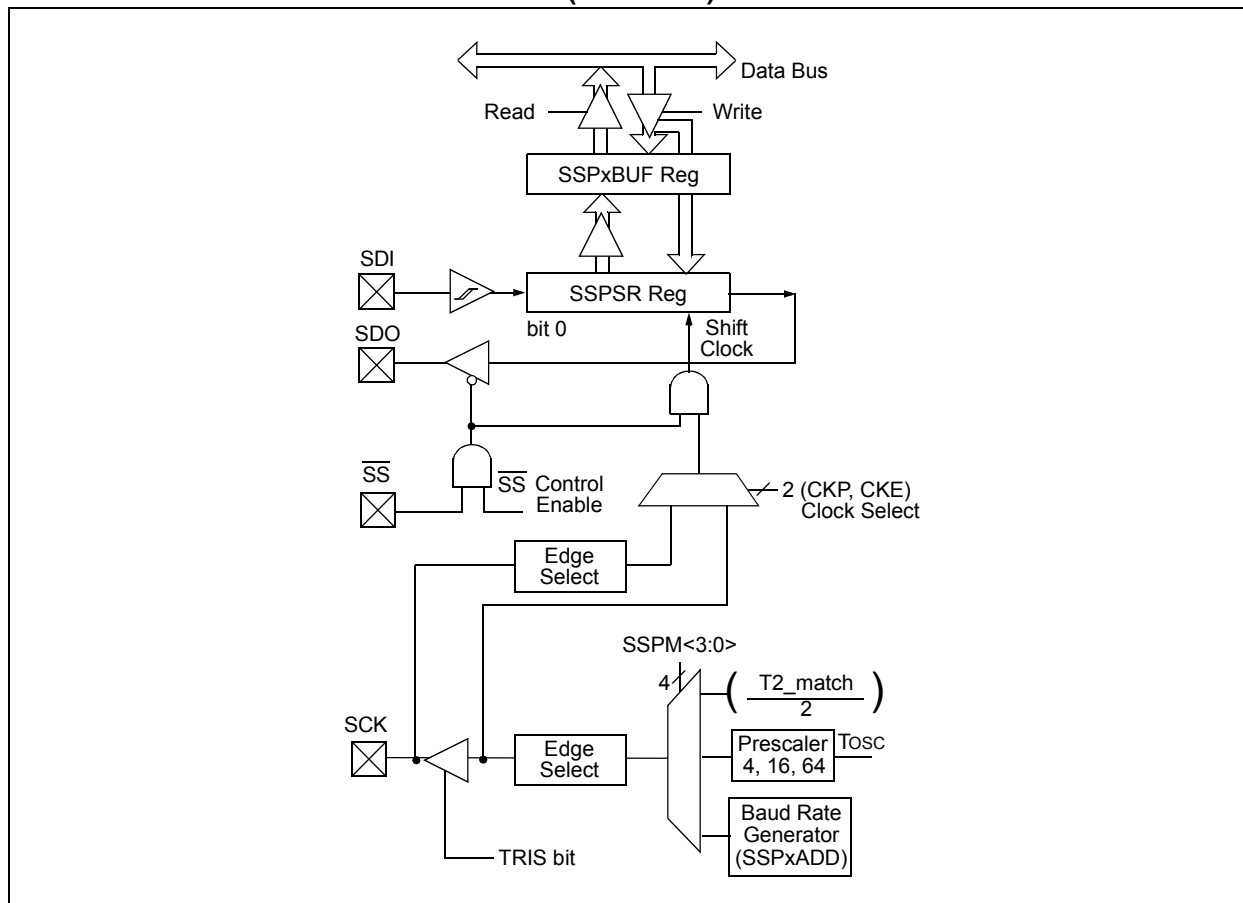 Data Bus
Read
Write
SSPxBUF Reg
SDI
SSPSR Reg
bit 0
Shift
Clock
SDO
SS
SS Control
Enable
2 (CKP, CKE)
Clock Select
Edge
Select
SSPM<3:0>
4
( T2_match )
2
SCK
Edge
Select
Prescaler
4, 16, 64
TOSC
Baud Rate
Generator
(SSPxADD)
TRIS bit